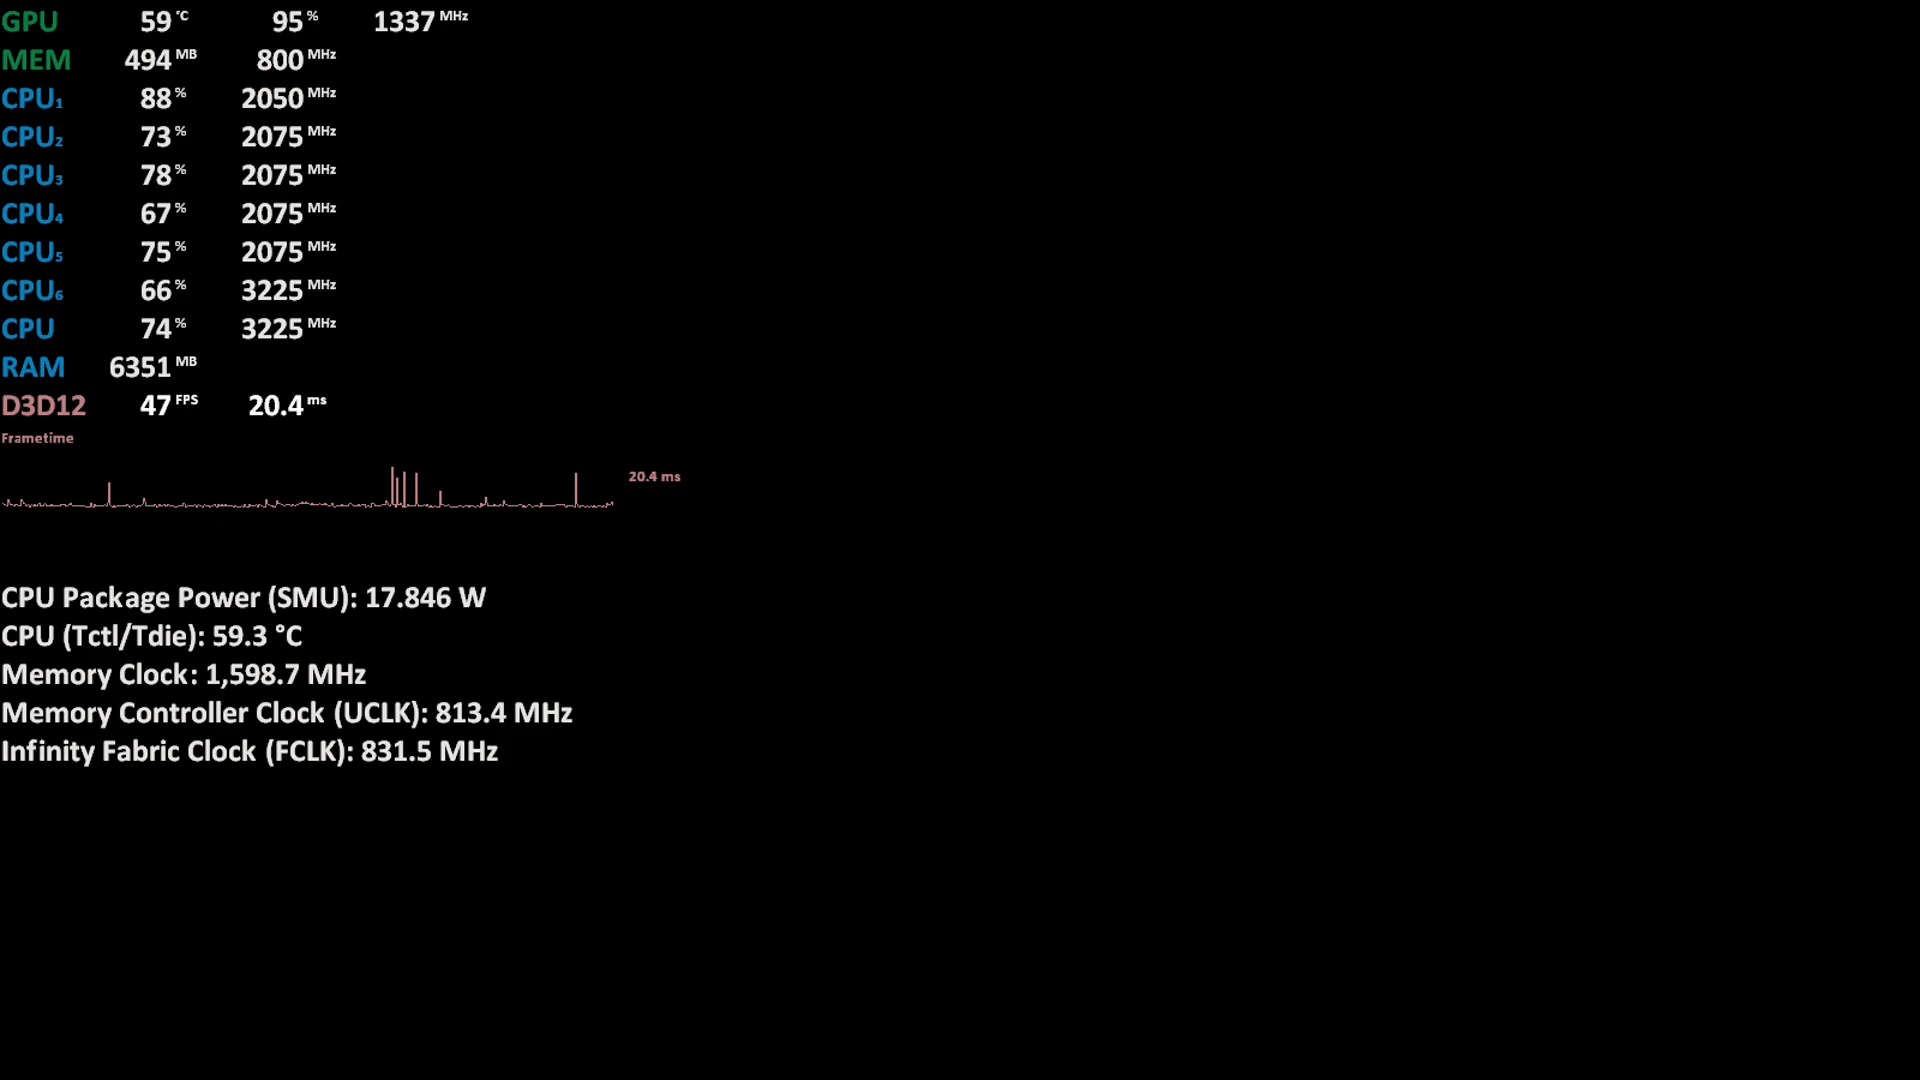 GPU 59 °C 95 % 1337 MHz
MEM 494 MB 800 MHz
CPU1 88 % 2050 MHz
CPU2 73 % 2075 MHz
CPU3 78 % 2075 MHz
CPU4 67 % 2075 MHz
CPU5 75 % 2075 MHz
CPU6 66 % 3225 MHz
CPU 74 % 3225 MHz
RAM 6351 MB
D3D12 47 FPS 20.4 ms
Frametime
20.4 ms
CPU Package Power (SMU): 17.846 W
CPU (Tctl/Tdie): 59.3 °C
Memory Clock: 1,598.7 MHz
Memory Controller Clock (UCLK): 813.4 MHz
Infinity Fabric Clock (FCLK): 831.5 MHz